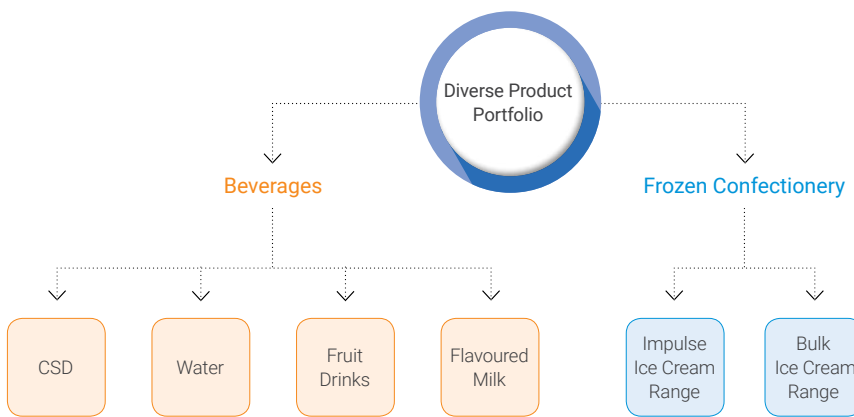 Diverse Product
Portfolio
Beverages
Frozen Confectionery
CSD
Water
Fruit
Drinks
Flavoured
Milk
Impulse
Ice Cream
Range
Bulk
Ice Cream
Range